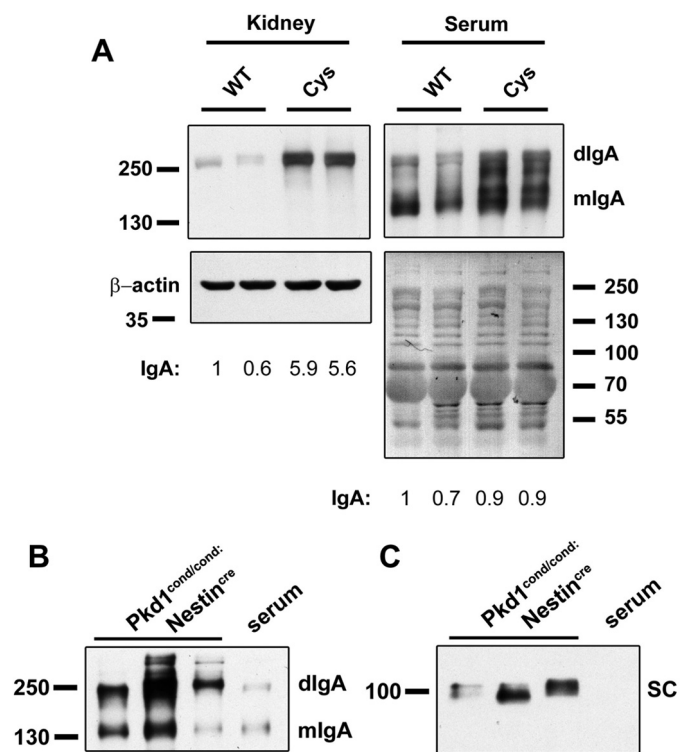 Kidney Serum
A
WT Cys WT Cys
250
130
dIgA
mIgA
β–actin
35
250
130
100
70
55
IgA: 1 0.6 5.9 5.6
IgA: 1 0.7 0.9 0.9
B
Pkd1cond/cond:
Nestincre
serum
250
130
dIgA
mIgA
C
Pkd1cond/cond:
Nestincre
serum
100
SC